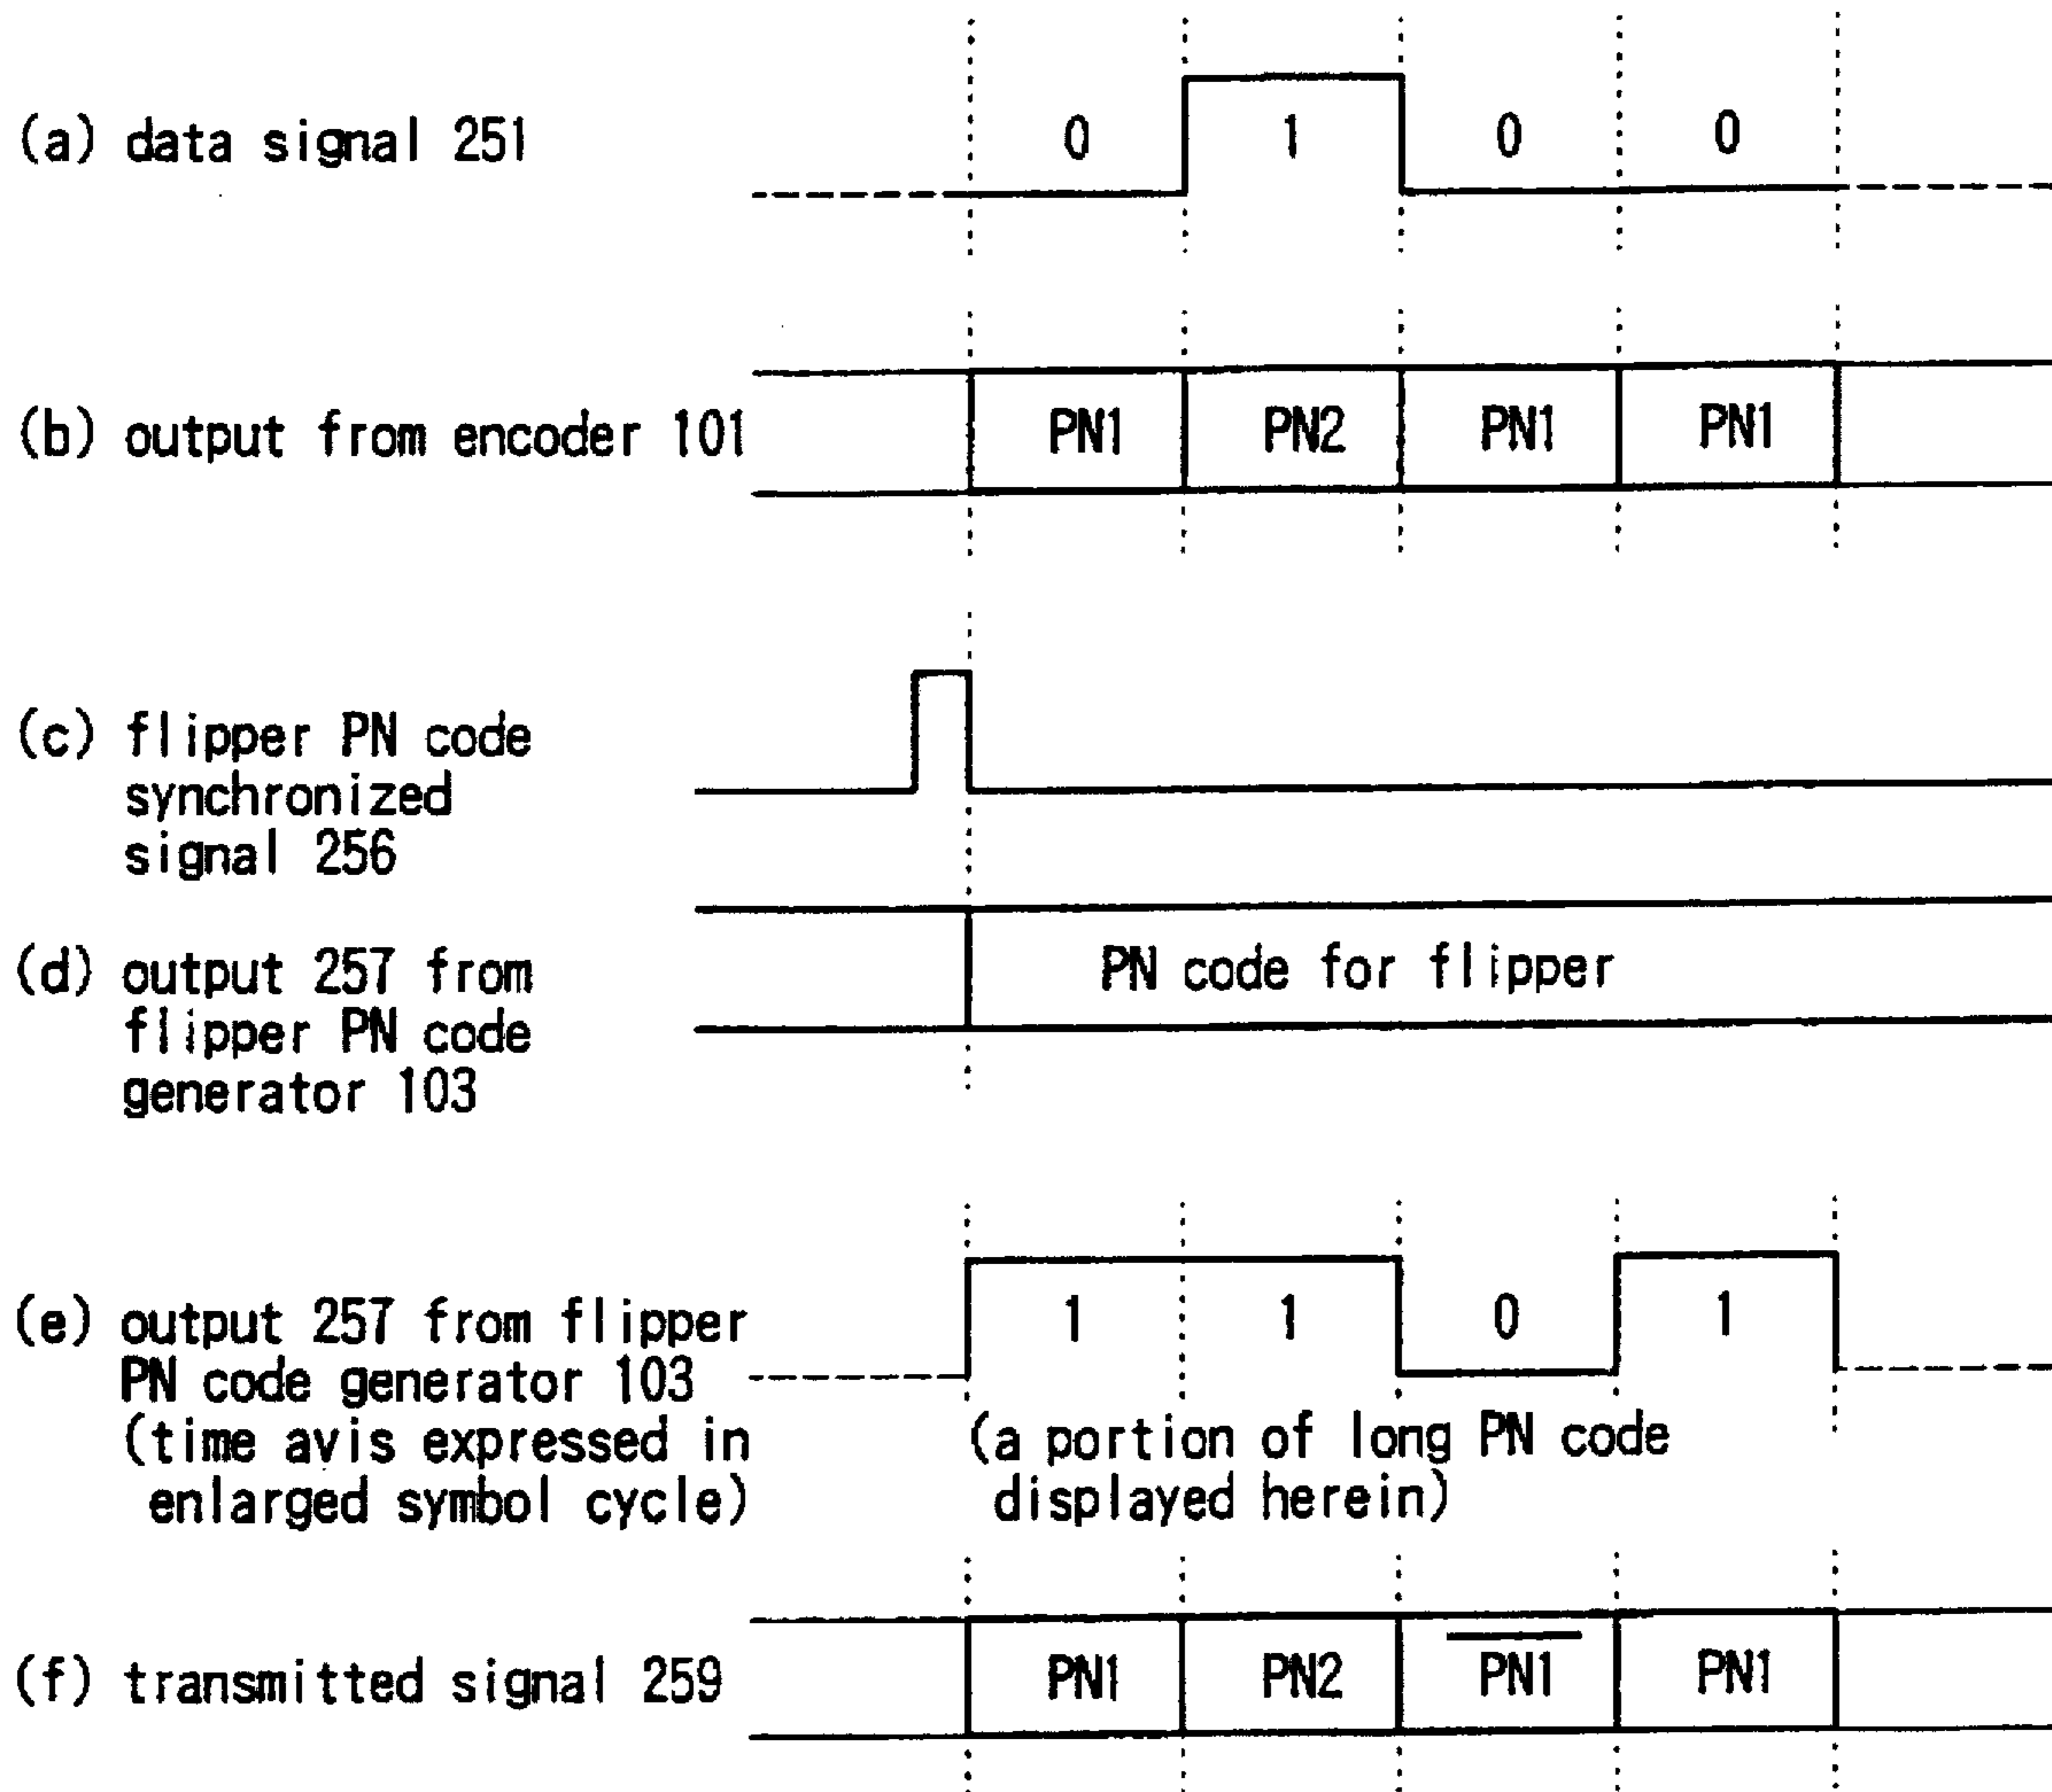 (a) data signal 251
0 1 0 0
(b) output from encoder 101
PN1 PN2 PN1 PN1
(c) flipper PN code
synchronized
signal 256
(d) output 257 from
flipper PN code
generator 103
PN code for flipper
(e) output 257 from flipper
PN code generator 103
(time avis expressed in
enlarged symbol cycle)
1 1 0 1
(a portion of long PN code
displayed herein)
(f) transmitted signal 259
PN1 PN2 P̅N̅1̅ PN1